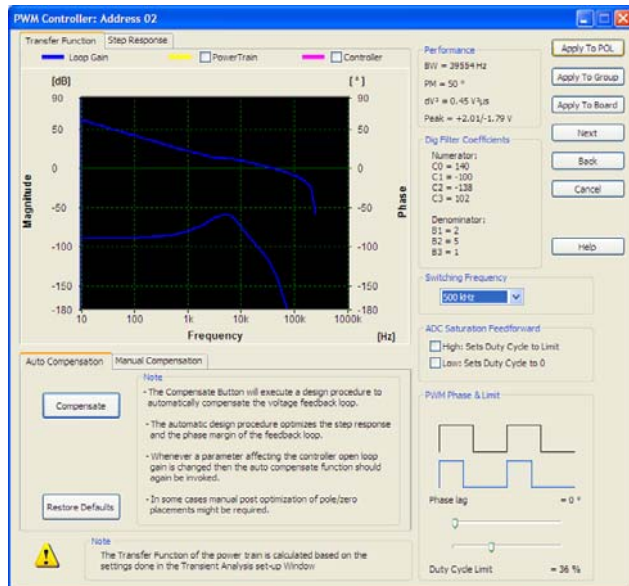 PWM Controller: Address 02
Transfer Function
Step Response
Loop Gain
PowerTrain
Controller
[dB]
[ ° ]
90
50
0
-50
-100
-150
-180
90
50
0
-50
-100
-150
-180
Magnitude
Phase
10
100
1k
10k
100k
1000k
Frequency
[Hz]
Auto Compensation
Manual Compensation
Compensate
Restore Defaults
Note
- The Compensate Button will execute a design procedure to
automatically compensate the voltage feedback loop.
- The automatic design procedure optimizes the step response
and the phase margin of the feedback loop.
- Whenever a parameter affecting the controller open loop
gain is changed then the auto compensate function should
again be invoked.
- In some cases manual post optimization of pole/zero
placements might be required.
Note
The Transfer Function of the power train is calculated based on the
settings done in the Transient Analysis set-up Window
Performance
BW = 39554 Hz
PM = 50 °
dV² = 0.45 V²µs
Peak = +2.01/-1.79 V
Dig Filter Coefficients
Numerator:
C0 = 140
C1 = -100
C2 = -138
C3 = 102
Denominator:
B1 = 2
B2 = 5
B3 = 1
Switching Frequency
500 kHz
ADC Saturation Feedforward
High: Sets Duty Cycle to Limit
Low: Sets Duty Cycle to 0
PWM Phase & Limit
Phase lag
= 0 °
Duty Cycle Limit
= 36 %
Apply To POL
Apply To Group
Apply To Board
Next
Back
Cancel
Help